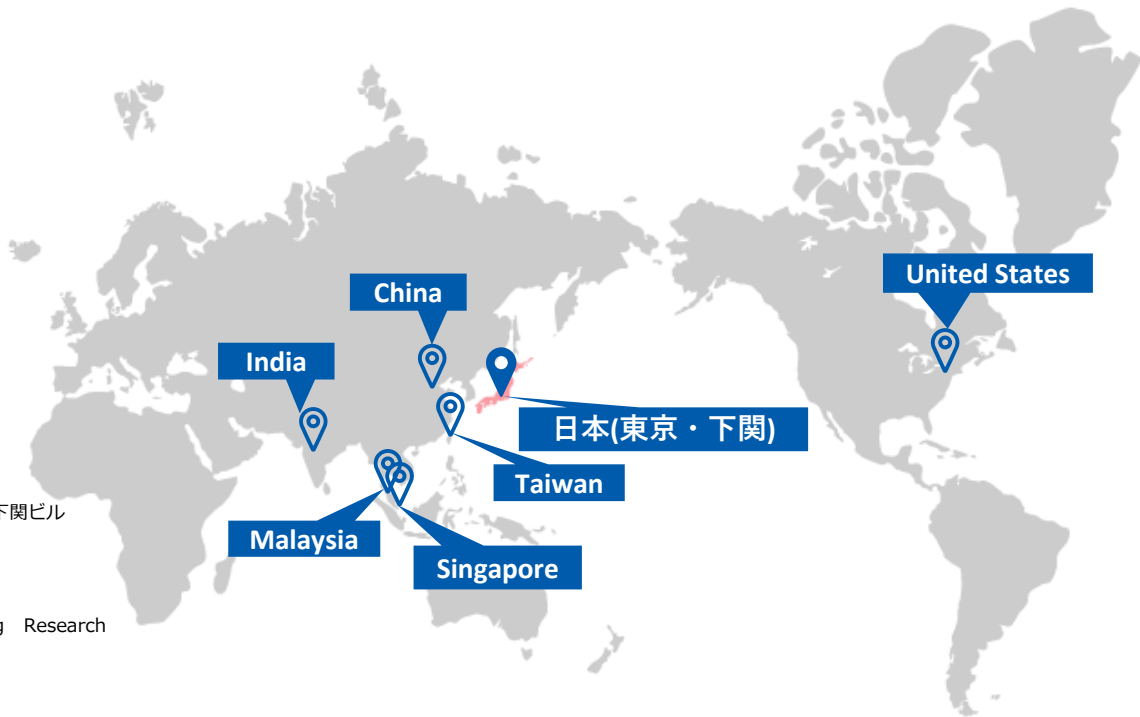 United States
China
India
日本(東京・下関)
Taiwan
下関ビル
Malaysia
Singapore
Research